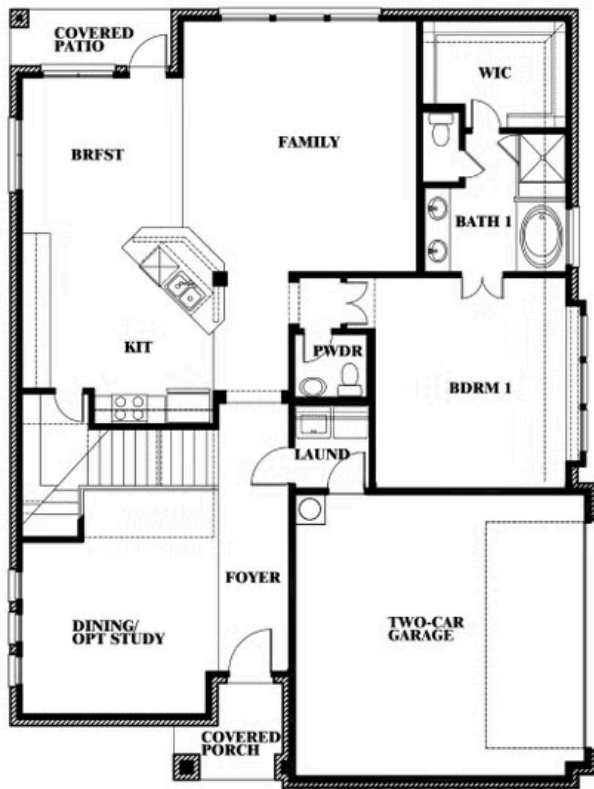 COVERED
PATIO
WIC
BRFST
FAMILY
BATH 1
KIT
PWDR
BDRM 1
LAUND
FOYER
DINING/
OPT STUDY
TWO-CAR
GARAGE
COVERED
PORCH